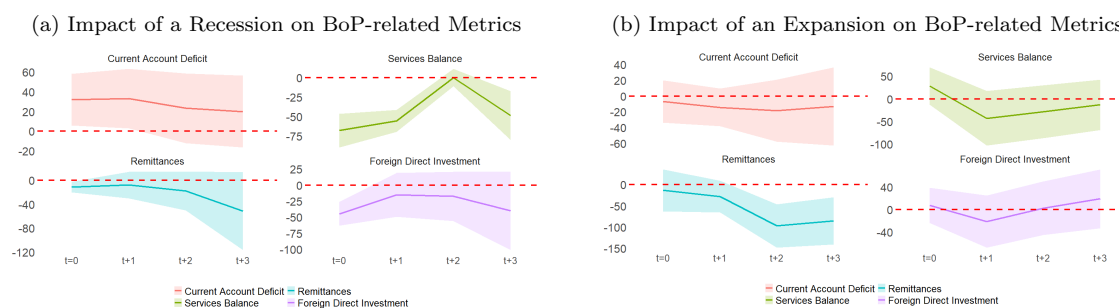 (a) Impact of a Recession on BoP-related Metrics
Current Account Deficit
Services Balance
60
40
20
0
-20
0
-25
-50
-75
Remittances
Foreign Direct Investment
0
-40
-80
-120
25
0
-25
-50
-75
-100
t=0 t+1 t+2 t+3
t=0 t+1 t+2 t+3
Current Account Deficit Remittances
Services Balance Foreign Direct Investment
(b) Impact of an Expansion on BoP-related Metrics
Current Account Deficit
Services Balance
40
20
0
-20
-40
-60
50
0
-50
-100
Remittances
Foreign Direct Investment
0
-50
-100
-150
40
0
-40
t=0 t+1 t+2 t+3
t=0 t+1 t+2 t+3
Current Account Deficit Remittances
Services Balance Foreign Direct Investment